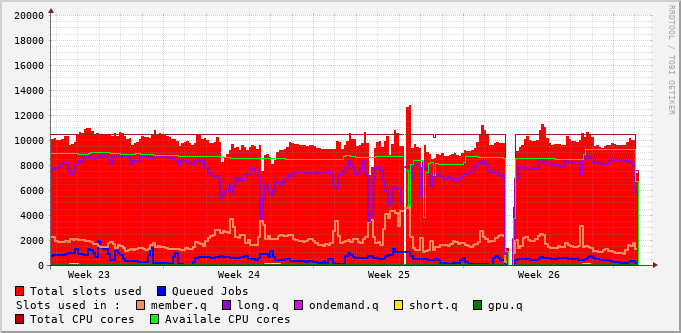 20000
18000
16000
14000
12000
10000
8000
6000
4000
2000
0
Week 23 Week 24 Week 25 Week 26
RRDTOOL / TOBI OETIKER
Total slots used Queued Jobs
Slots used in : member.q long.q ondemand.q short.q gpu.q
Total CPU cores Availale CPU cores